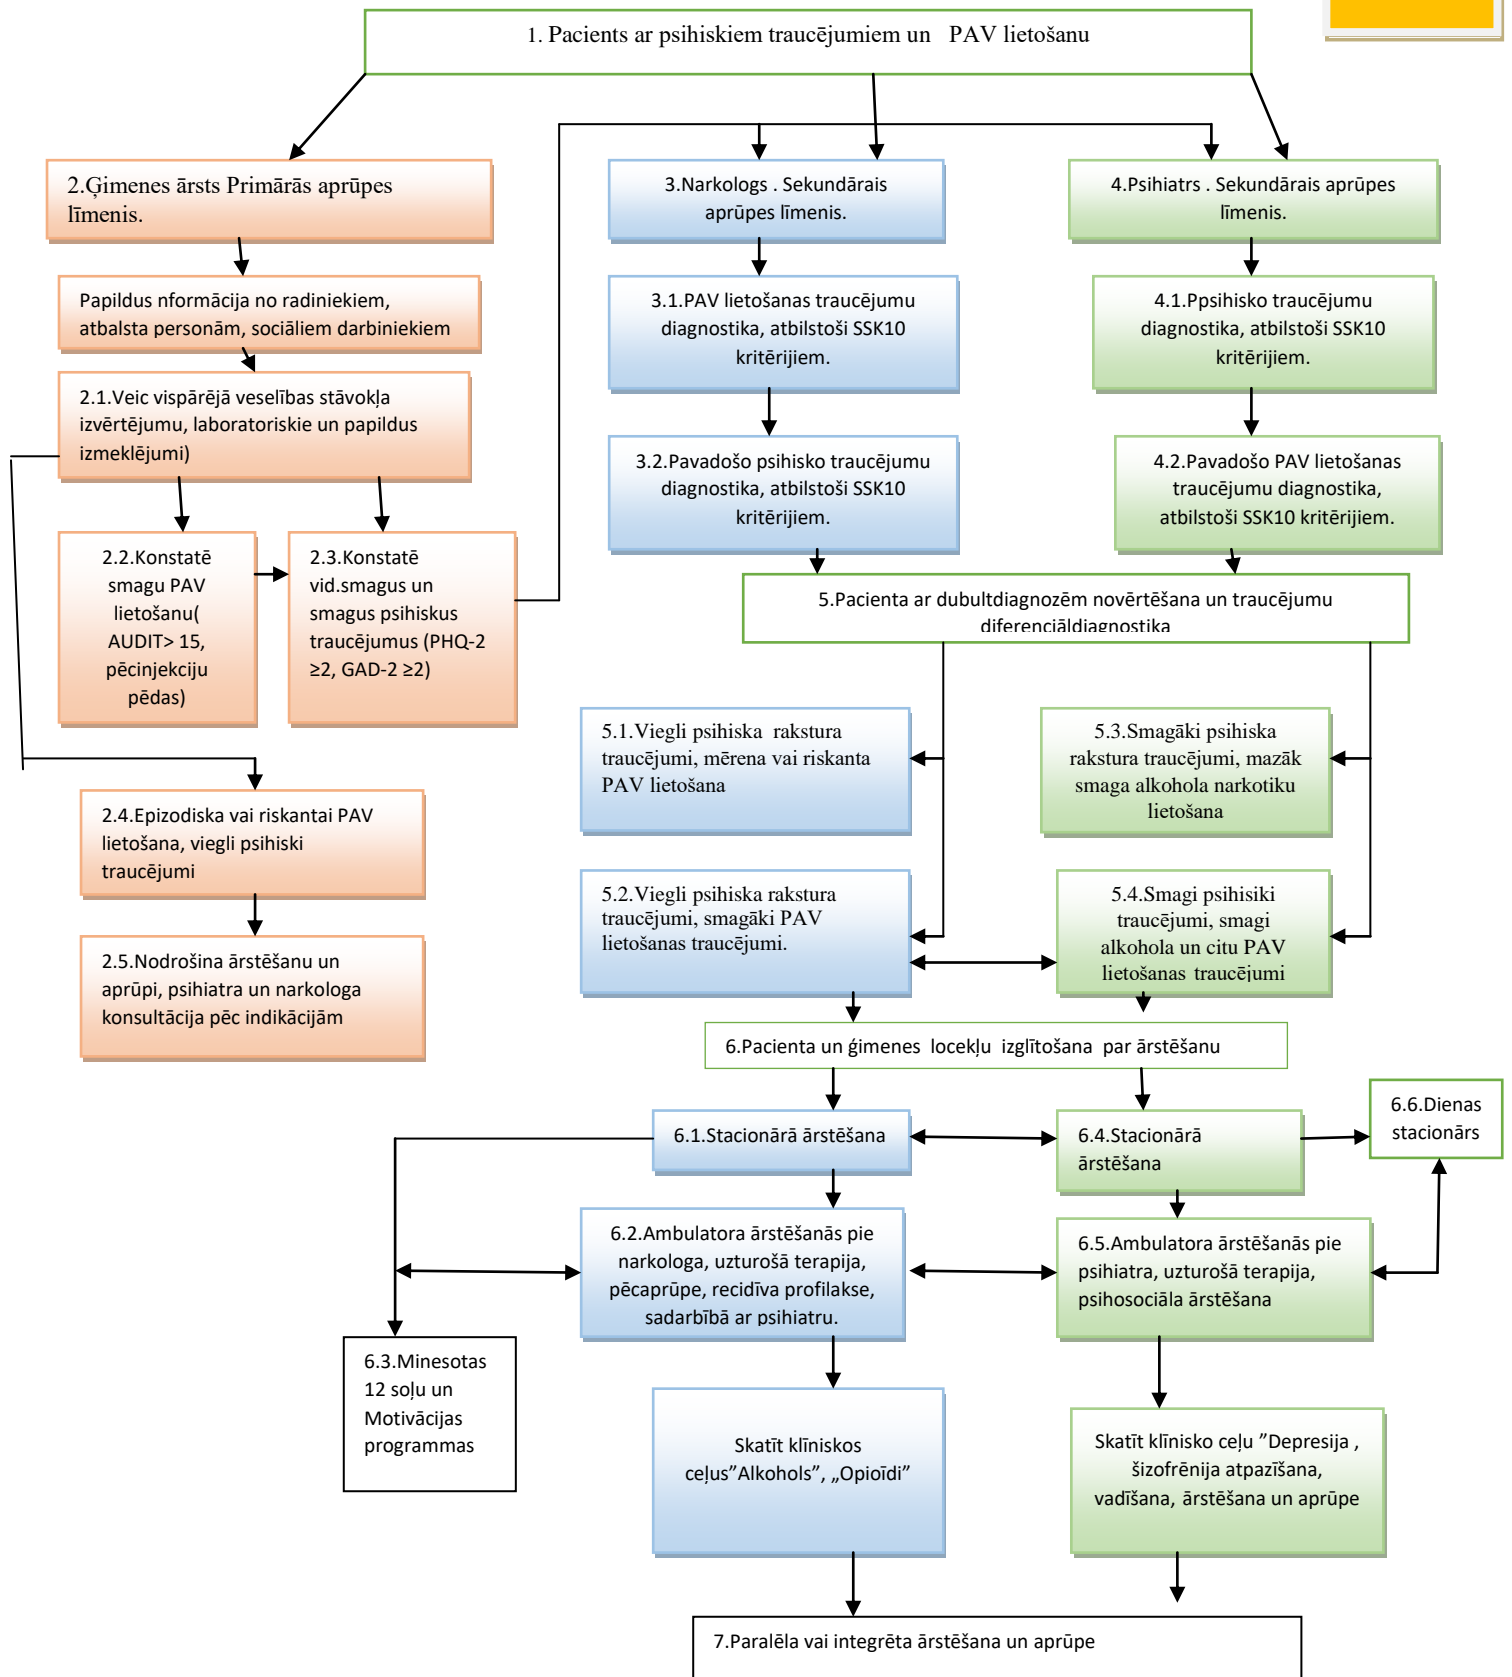 1. Pacients ar psihiskiem traucējumiem un PAV lietošanu
2.Ģimenes ārsts Primārās aprūpes
līmenis.
3.Narkologs . Sekundārais
aprūpes līmenis.
4.Psihiatrs . Sekundārais aprūpes
līmenis.
Papildus nformācija no radiniekiem,
atbalsta personām, sociāliem darbiniekiem
3.1.PAV lietošanas traucējumu
diagnostika, atbilstoši SSK10
kritērijiem.
4.1.Ppsihisko traucējumu
diagnostika, atbilstoši SSK10
kritērijiem.
2.1.Veic vispārējā veselības stāvokļa
izvērtējumu, laboratoriskie un papildus
izmeklējumi)
3.2.Pavadošo psihisko traucējumu
diagnostika, atbilstoši SSK10
kritērijiem.
4.2.Pavadošo PAV lietošanas
traucējumu diagnostika,
atbilstoši SSK10 kritērijiem.
2.2.Konstatē
smagu PAV
lietošanu(
AUDIT> 15,
pēcinjekciju
pēdas)
2.3.Konstatē
vid.smagus un
smagus psihiskus
traucējumus (PHQ-2
≥2, GAD-2 ≥2)
5.Pacienta ar dubultdiagnozēm novērtēšana un traucējumu
diferenciāldiagnostika
5.1.Viegli psihiska rakstura
traucējumi, mērena vai riskanta
PAV lietošana
5.3.Smagāki psihiska
rakstura traucējumi, mazāk
smaga alkohola narkotiku
lietošana
2.4.Epizodiska vai riskantai PAV
lietošana, viegli psihiski
traucējumi
5.2.Viegli psihiska rakstura
traucējumi, smagāki PAV
lietošanas traucējumi.
5.4.Smagi psihisiki
traucējumi, smagi
alkohola un citu PAV
lietošanas traucējumi
2.5.Nodrošina ārstēšanu un
aprūpi, psihiatra un narkologa
konsultācija pēc indikācijām
6.Pacienta un ģimenes locekļu izglītošana par ārstēšanu
6.1.Stacionārā ārstēšana
6.4.Stacionārā
ārstēšana
6.6.Dienas
stacionārs
6.2.Ambulatora ārstēšanās pie
narkologa, uzturošā terapija,
pēcaprūpe, recidīva profilakse,
sadarbībā ar psihiatru.
6.5.Ambulatora ārstēšanās pie
psihiatra, uzturošā terapija,
psihosociāla ārstēšana
6.3.Minesotas
12 soļu un
Motivācijas
programmas
Skatīt klīniskos
ceļus”Alkohols”, „Opioīdi”
Skatīt klīnisko ceļu ”Depresija ,
šizofrēnija atpazīšana,
vadīšana, ārstēšana un aprūpe
7.Paralēla vai integrēta ārstēšana un aprūpe